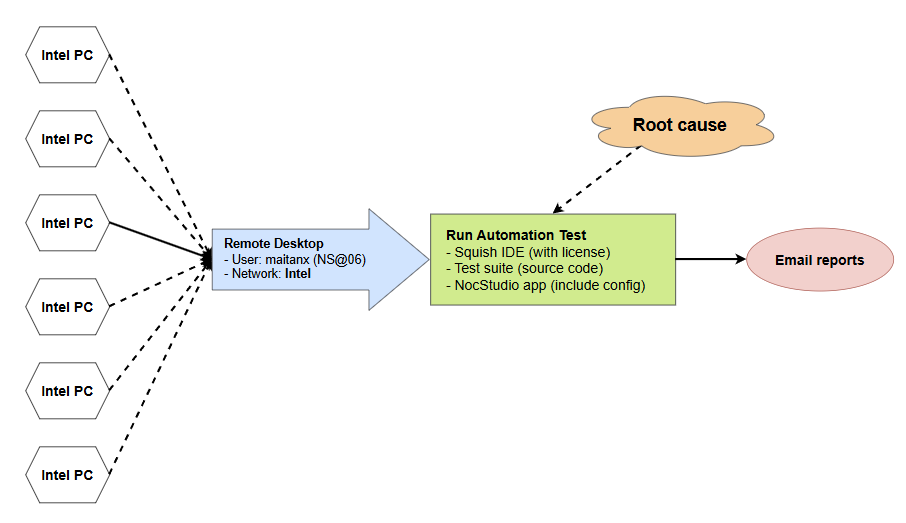 Intel PC
Intel PC
Intel PC
Intel PC
Intel PC
Intel PC
Remote Desktop
- User: maltanx (NS@06)
- Network: Intel
Root cause
Run Automation Test
- Squish IDE (with license)
- Test suite (source code)
- NocStudio app (include config)
Email reports